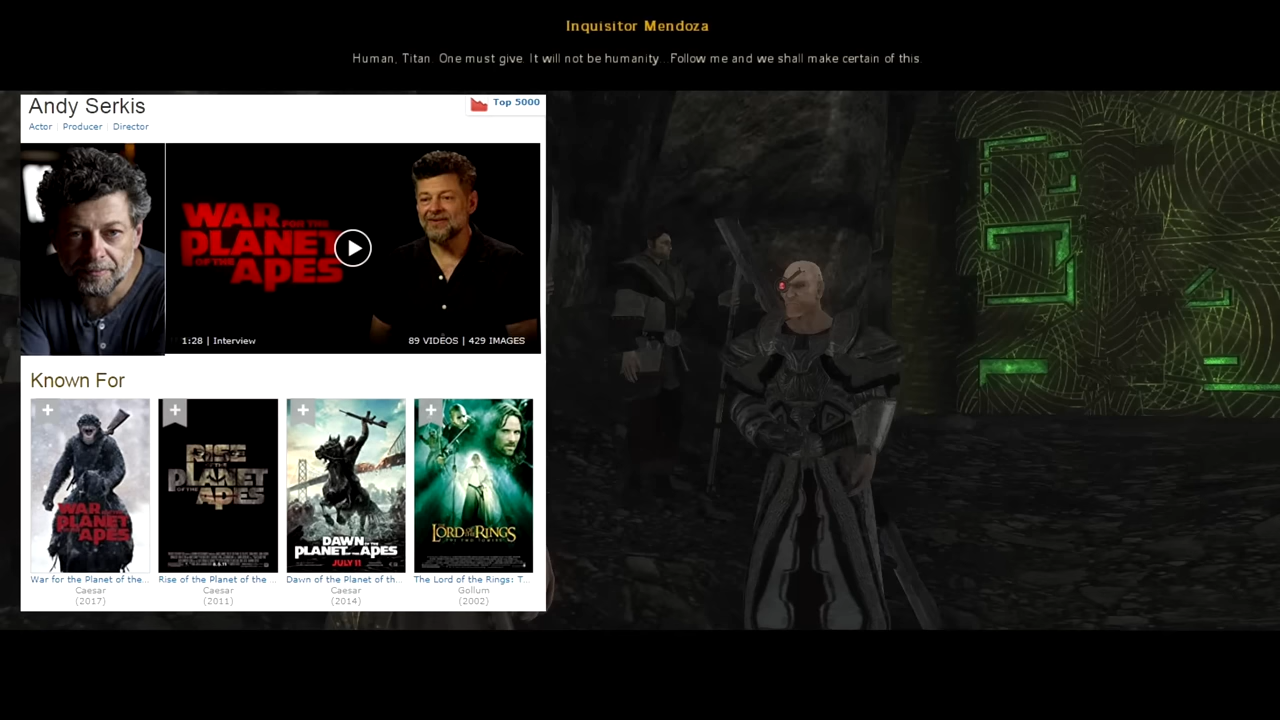 Inquisitor Mendoza
Human, Titan. One must give. It will not be humanity...Follow me and we shall make certain of this.
Andy Serkis
Top 5000
Actor | Producer | Director
WAR FOR THE
PLANET
OF THE APES
1:28 | Interview
89 VIDEOS | 429 IMAGES
Known For
WAR FOR THE
PLANET
OF THE APES
RISE OF THE
PLANET
OF THE APES
DAWN OF THE
PLANET OF THE APES
JULY 11
THE LORD OF THE RINGS
War for the Planet of the...
Caesar
(2017)
Rise of the Planet of the ...
Caesar
(2011)
Dawn of the Planet of th...
Caesar
(2014)
The Lord of the Rings: T...
Gollum
(2002)